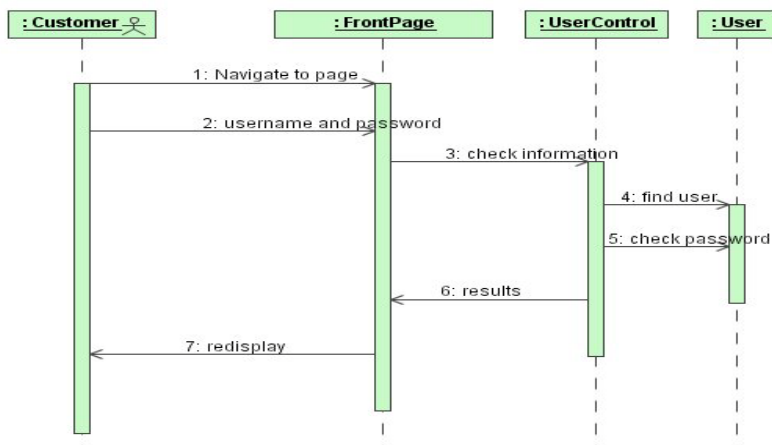 : Customer
: FrontPage
: UserControl
: User
1: Navigate to page
2: username and password
3: check information
4: find user
5: check password
6: results
7: redisplay